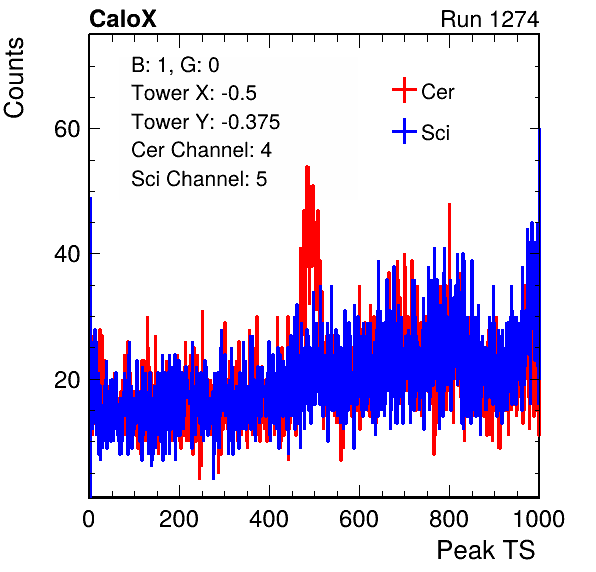 CaloX Run 1274
Counts
B: 1, G: 0
Tower X: -0.5
Tower Y: -0.375
Cer Channel: 4
Sci Channel: 5
Cer
Sci
60
40
20
0 200 400 600 800 1000
Peak TS